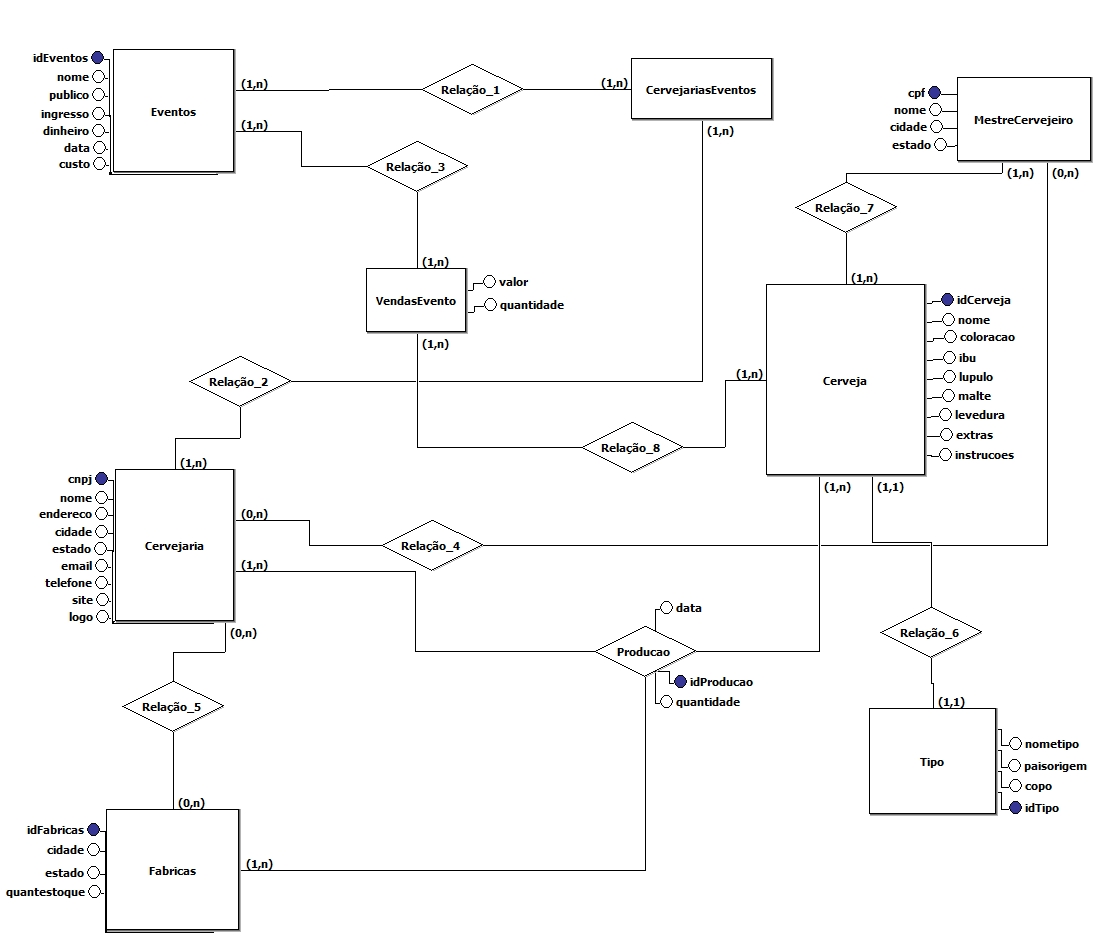 idEventos
nome
publico
ingresso
dinheiro
data
custo
Eventos
(1,n)
(1,n)
Relação_1
(1,n)
CervejariasEventos
(1,n)
cpf
nome
cidade
estado
MestreCervejeiro
(1,n)
(0,n)
Relação_3
Relação_7
(1,n)
VendasEvento
valor
quantidade
(1,n)
(1,n)
Cerveja
idCerveja
nome
coloracao
ibu
lupulo
malte
levedura
extras
instrucoes
(1,n)
(1,n)
(1,1)
Relação_2
Relação_8
(1,n)
cnpj
nome
endereco
cidade
estado
email
telefone
site
logo
Cervejaria
(0,n)
(1,n)
(0,n)
Relação_4
data
Producao
idProducao
quantidade
Relação_6
(1,1)
Tipo
nometipo
paisorigem
copo
idTipo
Relação_5
(0,n)
idFabricas
cidade
estado
quantestoque
Fabricas
(1,n)